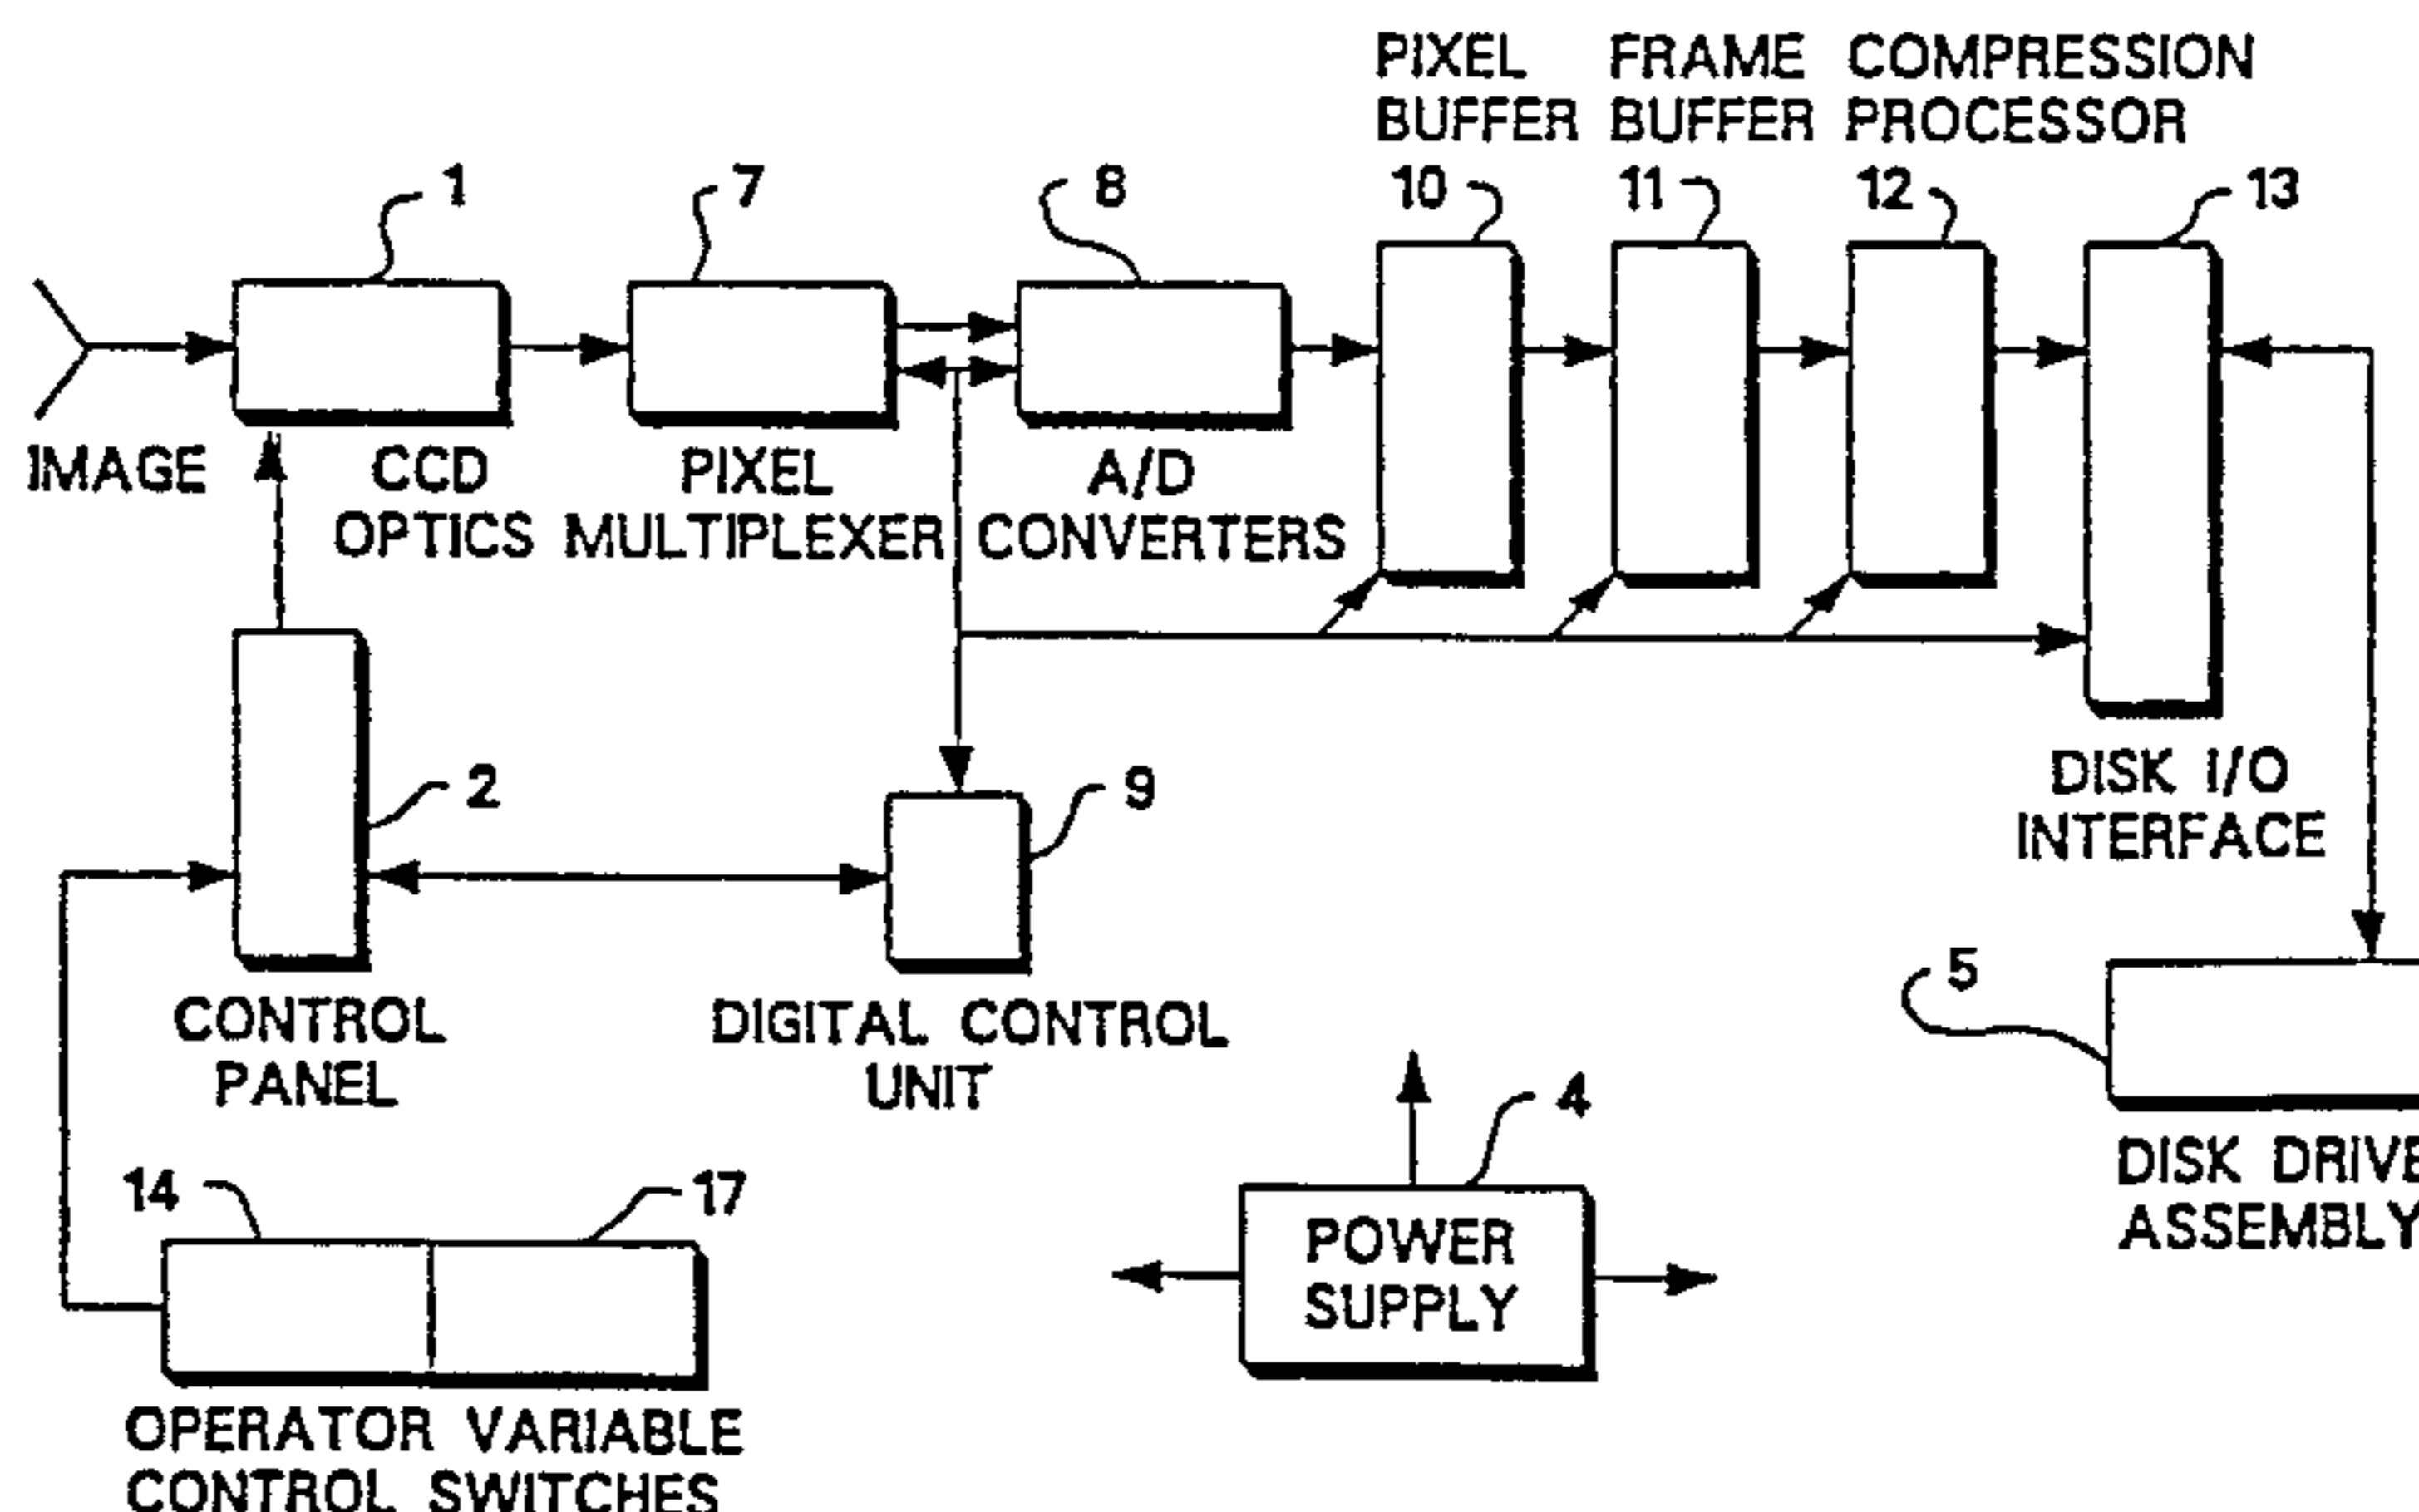 PIXEL FRAME COMPRESSION
BUFFER BUFFER PROCESSOR
1 7 8 10 11 12 13
IMAGE CCD PIXEL A/D
OPTICS MULTIPLEXER CONVERTERS
2 9
DISK I/O
INTERFACE
5
CONTROL
PANEL
DIGITAL CONTROL
UNIT
4
14 17
POWER
SUPPLY
DISK DRIVE
ASSEMBLY
OPERATOR VARIABLE
CONTROL SWITCHES